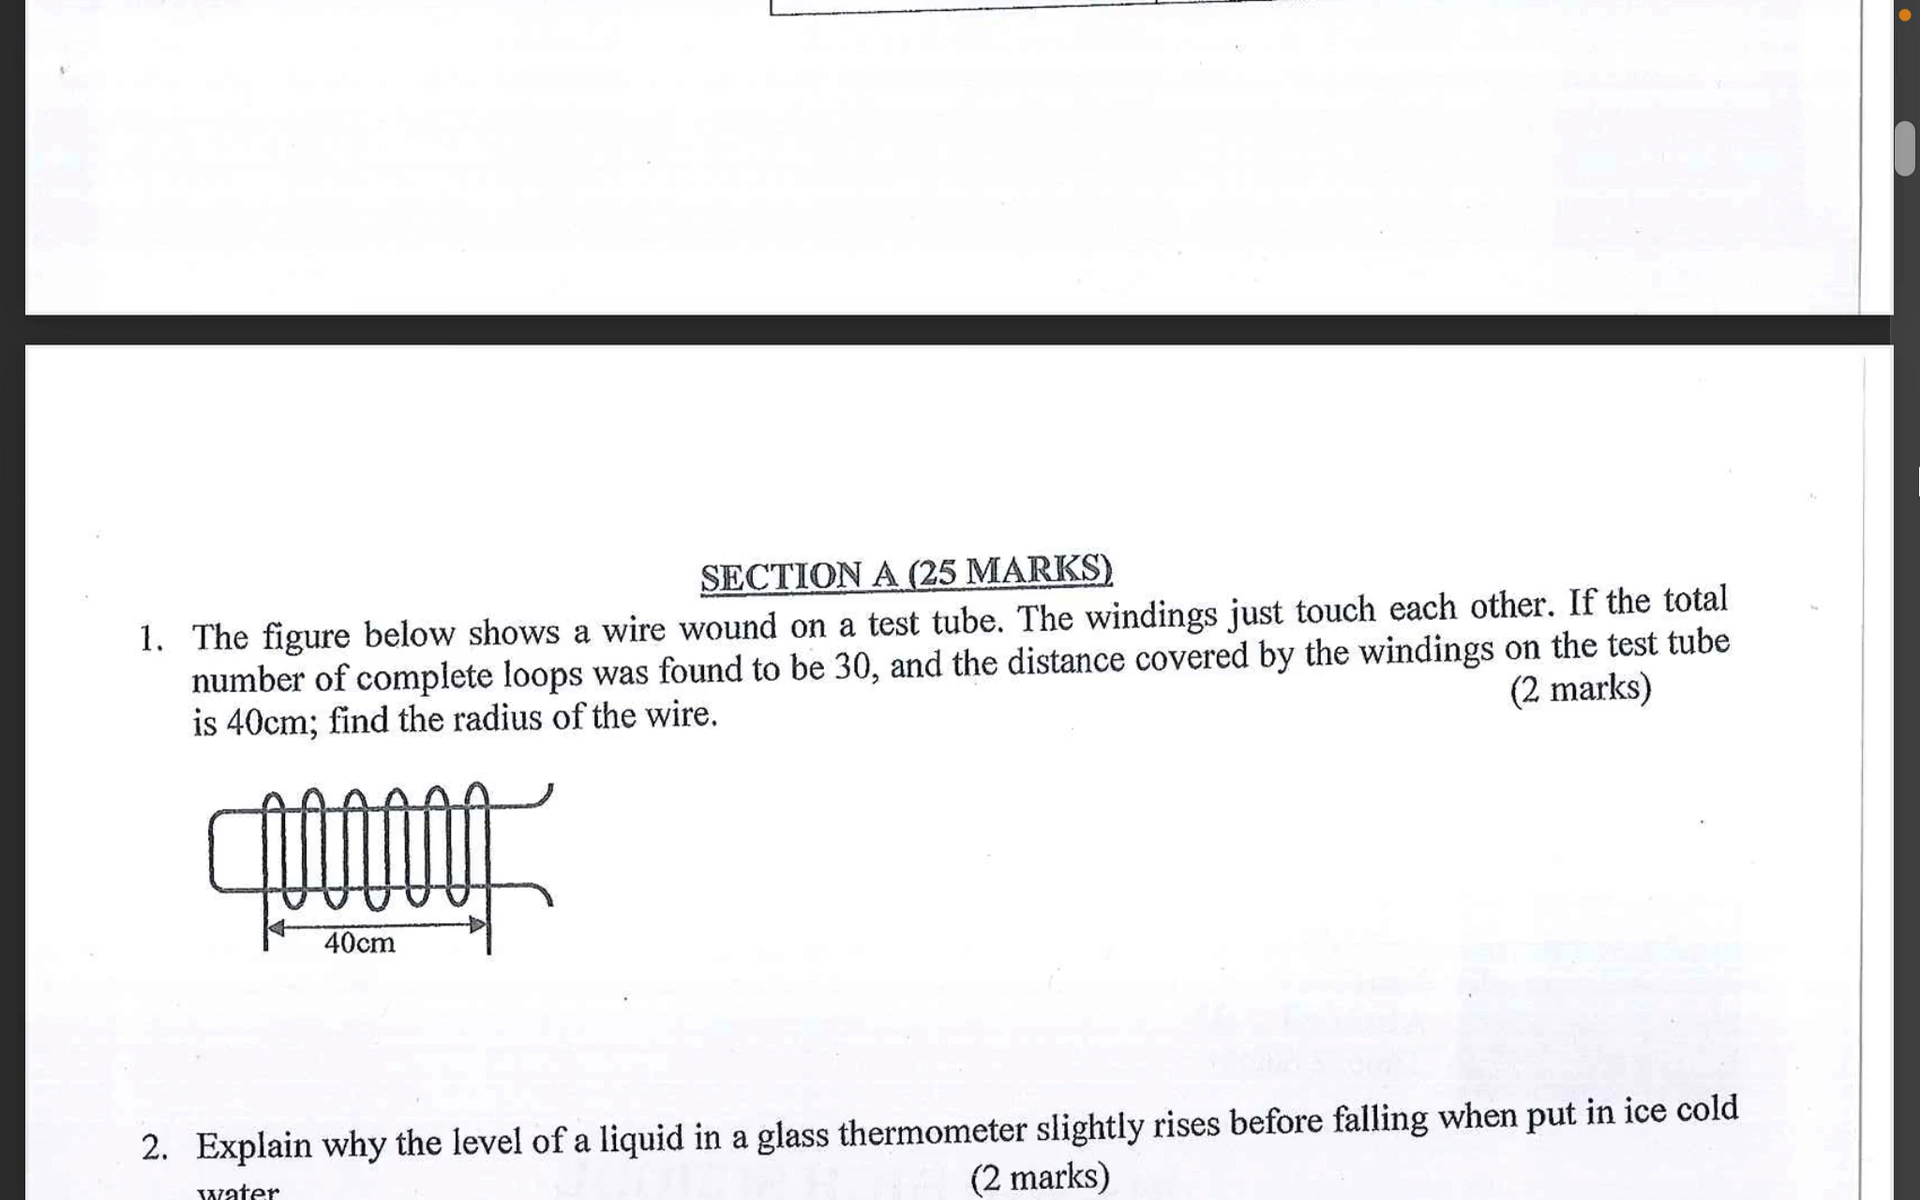 SECTION A (25 MARKS)
1. The figure below shows a wire wound on a test tube. The windings just touch each other. If the total
number of complete loops was found to be 30, and the distance covered by the windings on the test tube
is 40cm; find the radius of the wire. (2 marks)
40cm
2. Explain why the level of a liquid in a glass thermometer slightly rises before falling when put in ice cold
water (2 marks)